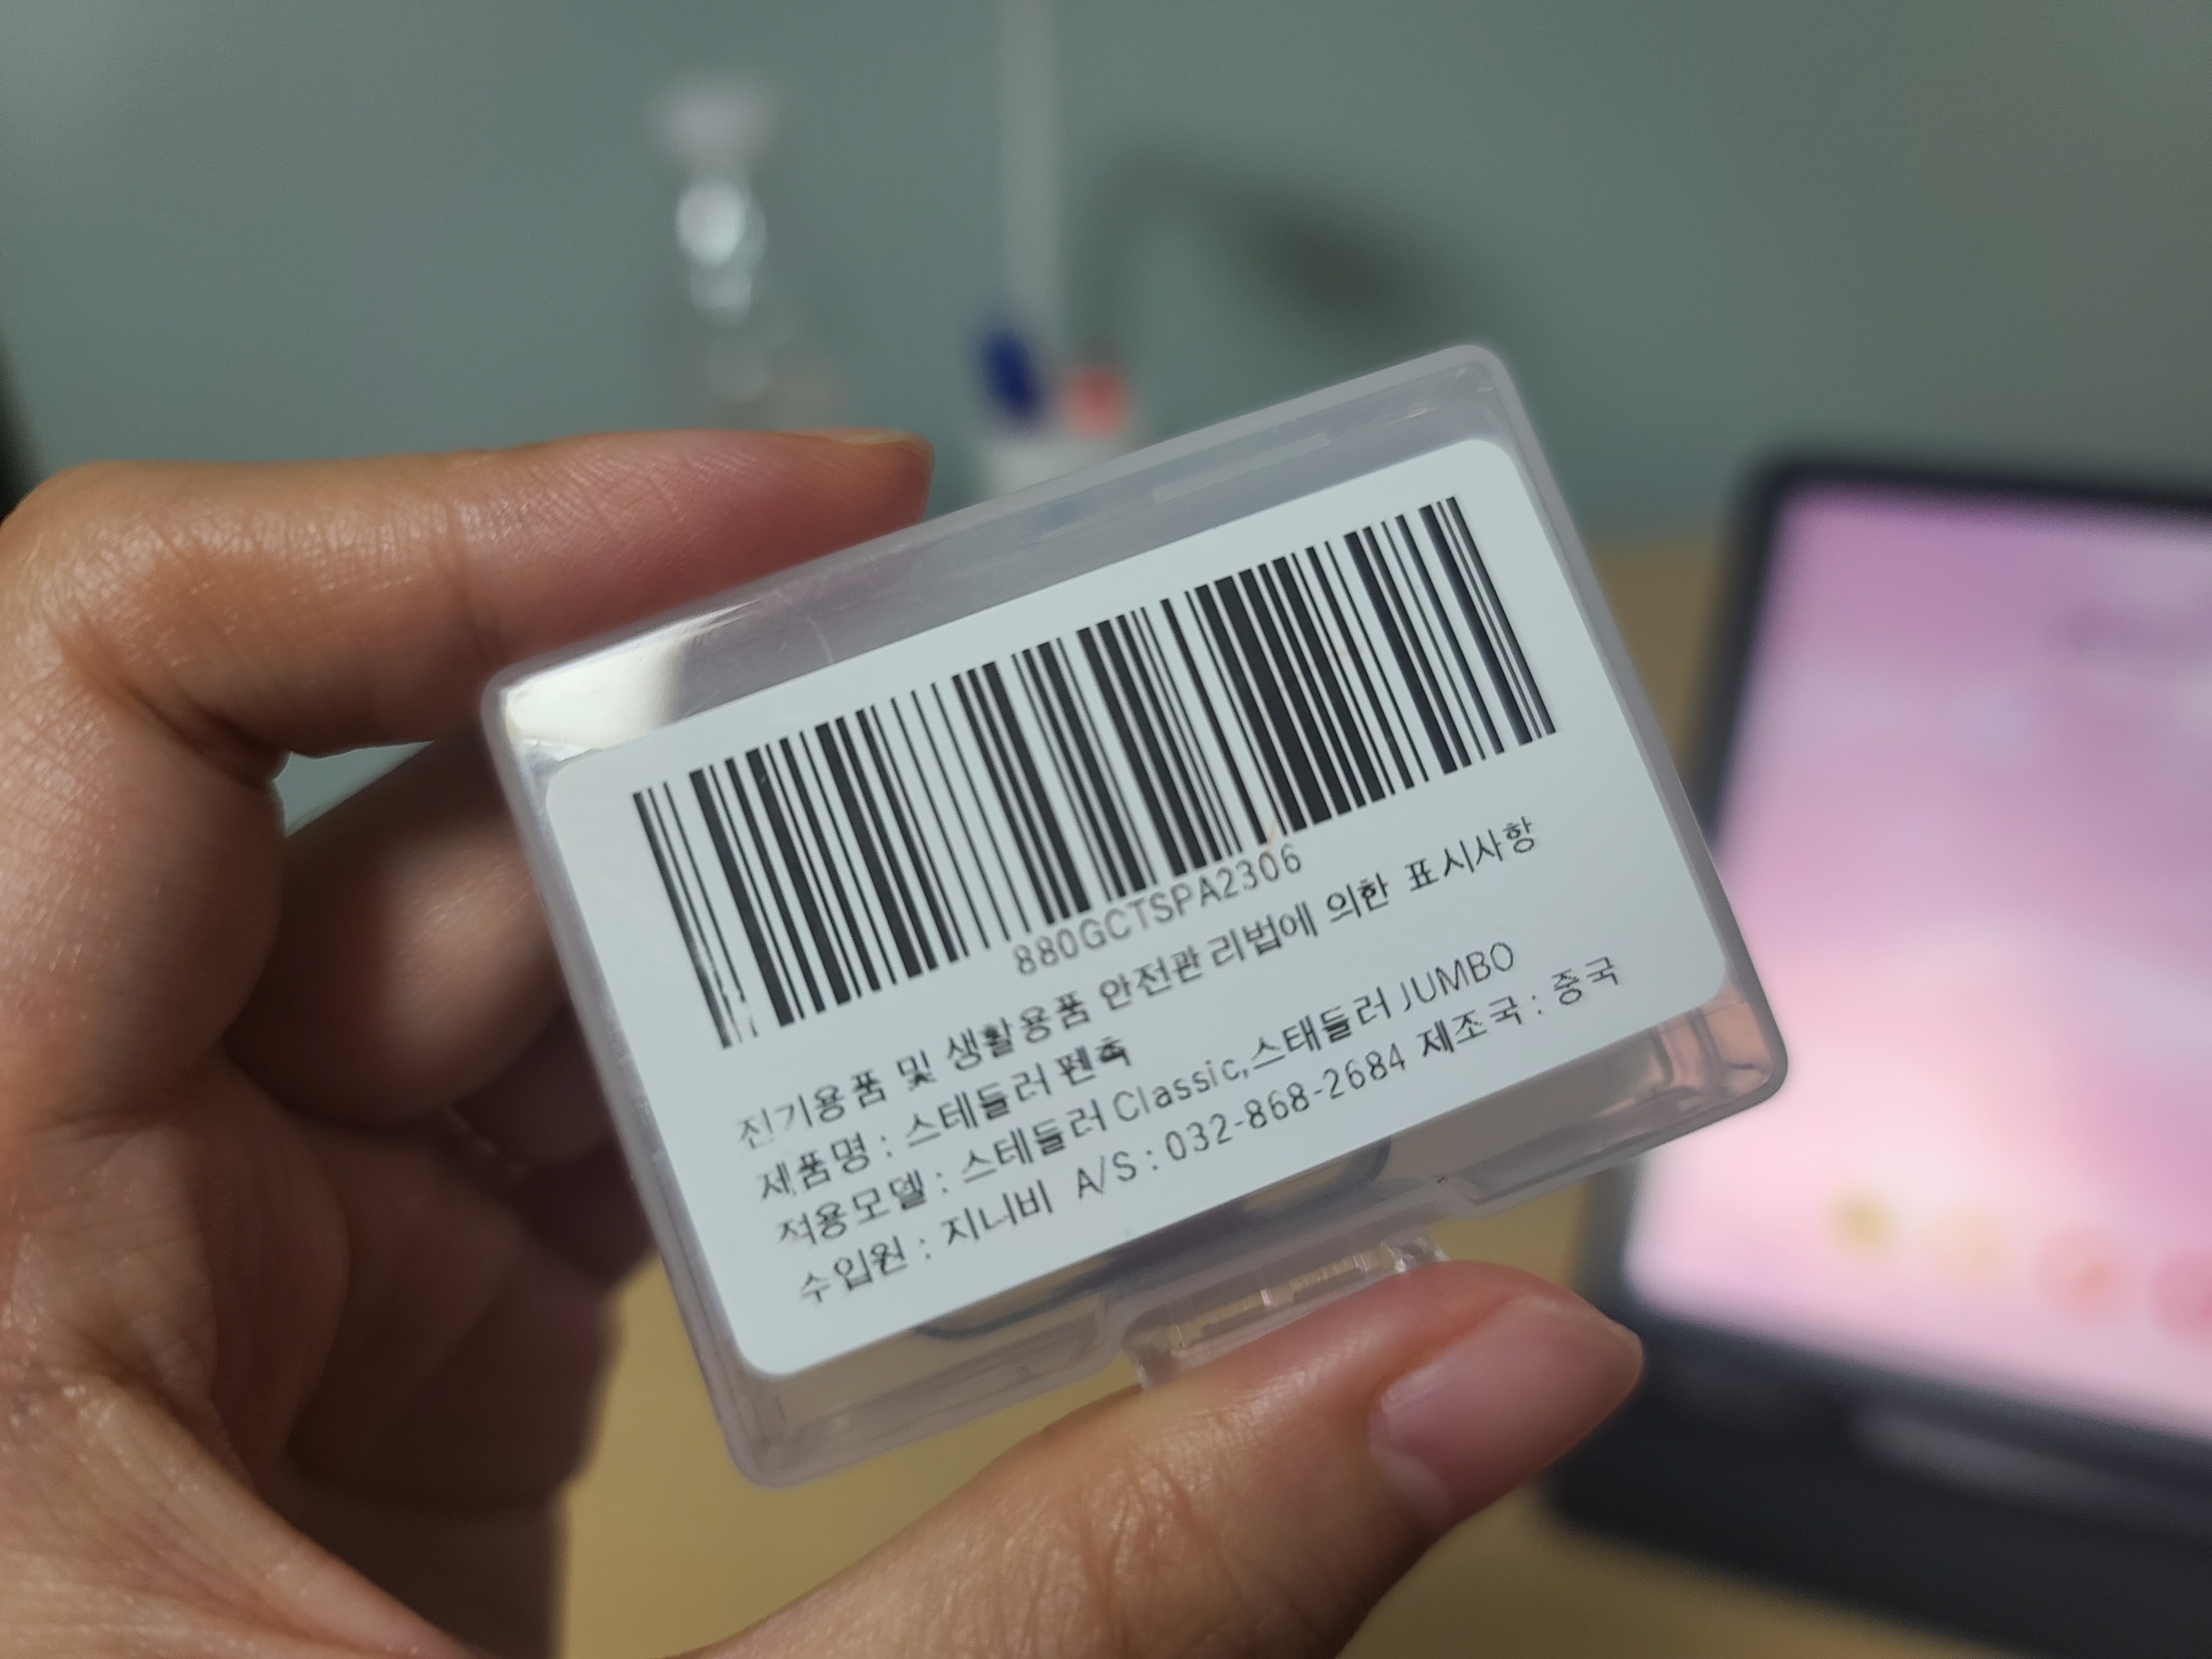 880GCTSPA2306
전기용품 및 생활용품 안전관리법에 의한 표시사항
제품명 : 스테들러 펜촉
적용모델 : 스테들러 Classic,스태들러 JUMBO
수입원 : 지니비 A/S : 032-868-2684 제조국 : 중국